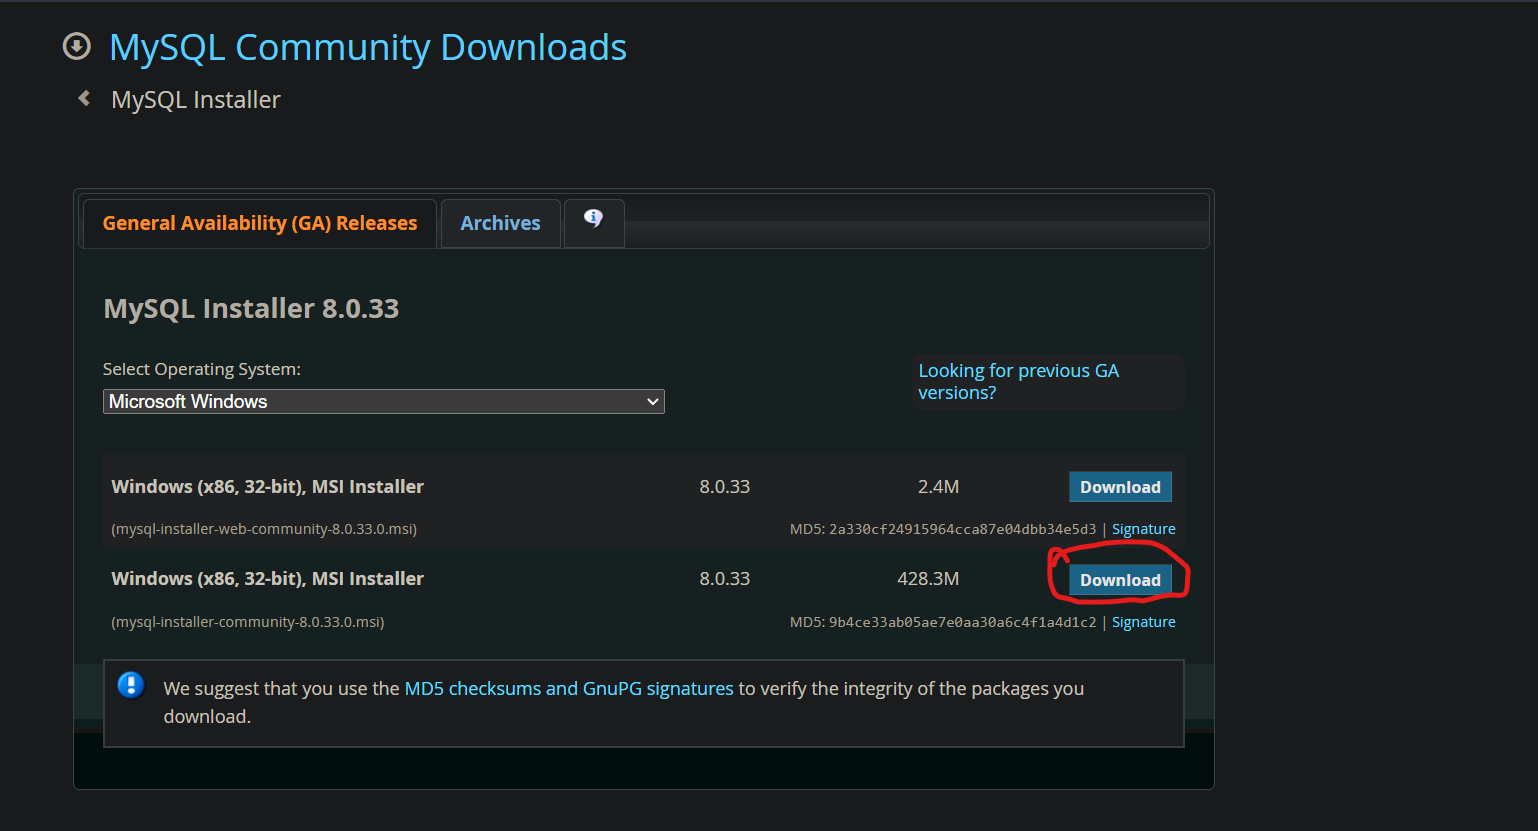 MySQL Community Downloads
MySQL Installer
General Availability (GA) Releases
Archives
MySQL Installer 8.0.33
Select Operating System:
Microsoft Windows
Looking for previous GA
versions?
Windows (x86, 32-bit), MSI Installer 8.0.33 2.4M Download
(mysql-installer-web-community-8.0.33.0.msi) MD5: 2a330cf24915964cca87e04dbb34e5d3 | Signature
Windows (x86, 32-bit), MSI Installer 8.0.33 428.3M Download
(mysql-installer-community-8.0.33.0.msi) MD5: 9b4ce33ab05ae7e0aa30a6c4f1a4d1c2 | Signature
We suggest that you use the MD5 checksums and GnuPG signatures to verify the integrity of the packages you
download.